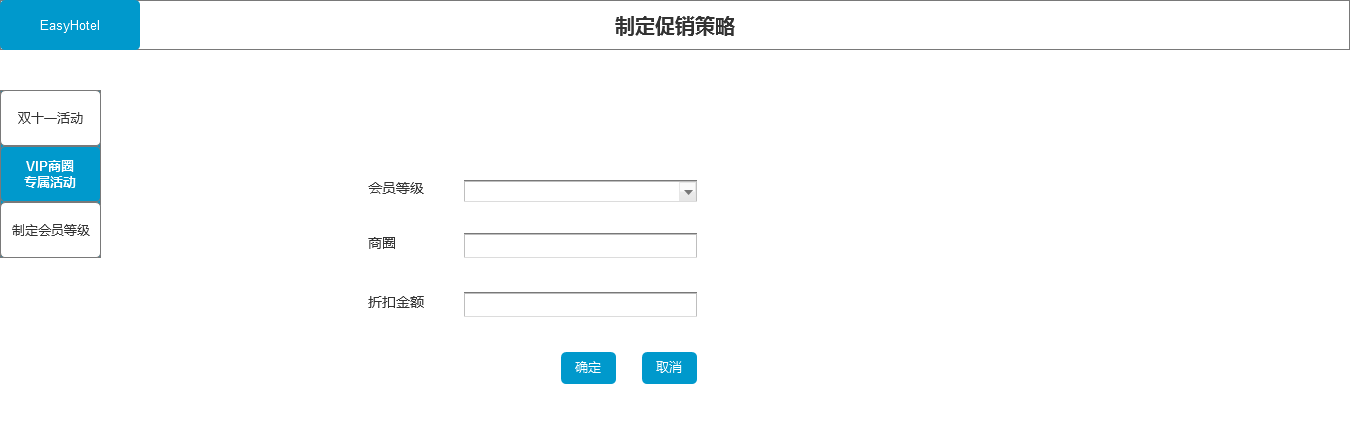 EasyHotel
制定促销策略
双十一活动
VIP商圈
专属活动
制定会员等级
会员等级
商圈
折扣金额
确定
取消